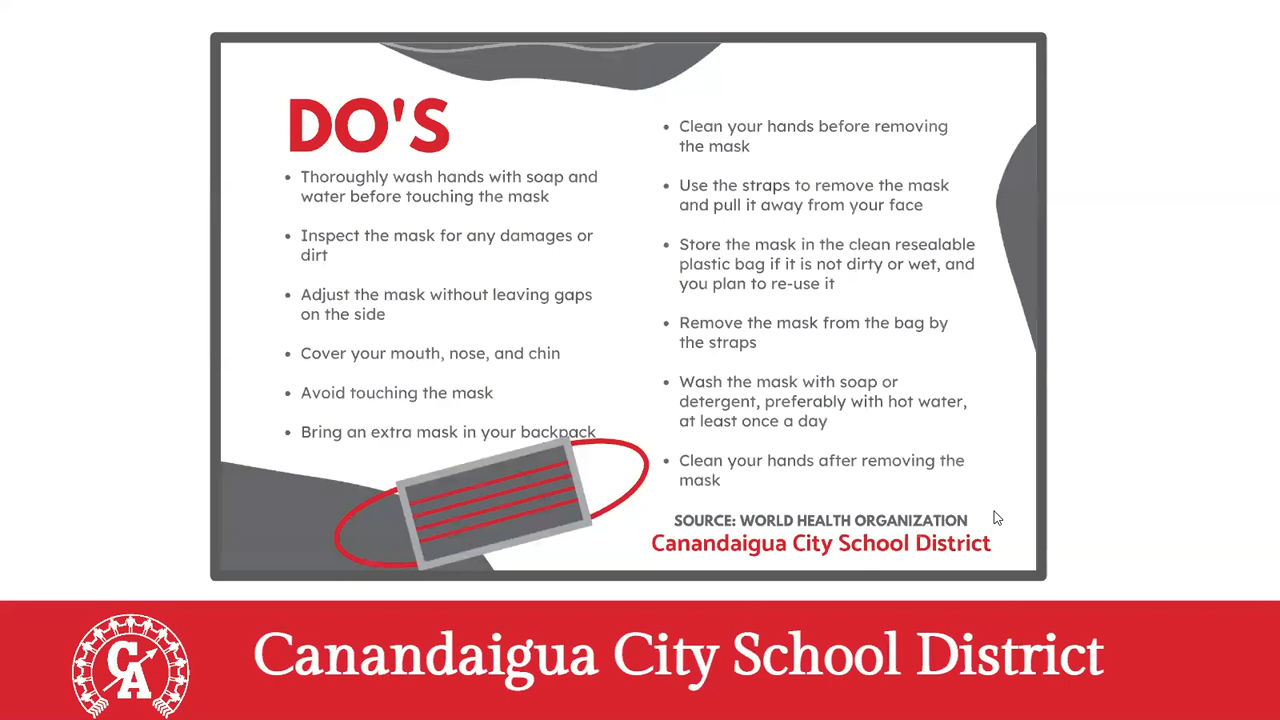 DO'S
• Thoroughly wash hands with soap and
water before touching the mask
• Inspect the mask for any damages or
dirt
• Adjust the mask without leaving gaps
on the side
• Cover your mouth, nose, and chin
• Avoid touching the mask
• Bring an extra mask in your backpack
• Clean your hands before removing
the mask
• Use the straps to remove the mask
and pull it away from your face
• Store the mask in the clean resealable
plastic bag if it is not dirty or wet, and
you plan to re-use it
• Remove the mask from the bag by
the straps
• Wash the mask with soap or
detergent, preferably with hot water,
at least once a day
• Clean your hands after removing the
mask
SOURCE: WORLD HEALTH ORGANIZATION
Canandaigua City School District
CA
Canandaigua City School District